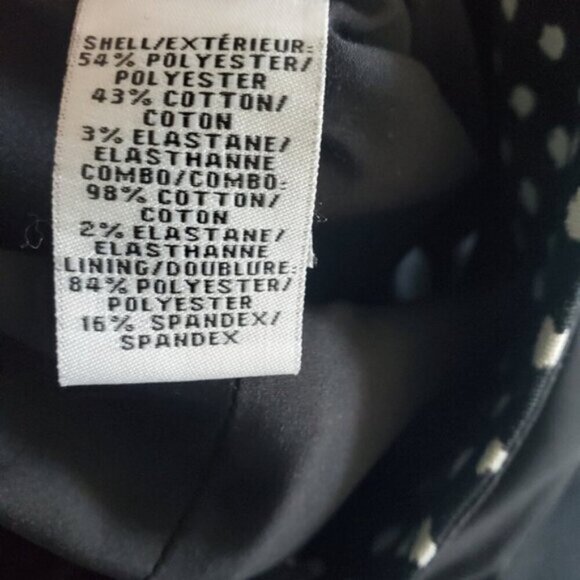 SHELL/EXTÉRIEUR:
54% POLYESTER/
POLYESTER
43% COTTON/
COTON
3% ELASTANE/
ELASTHANNE
COMBO/COMBO:
98% COTTON/
COTON
2% ELASTANE/
ELASTHANNE
LINING/DOUBLURE:
84% POLYESTER/
POLYESTER
16% SPANDEX/
SPANDEX